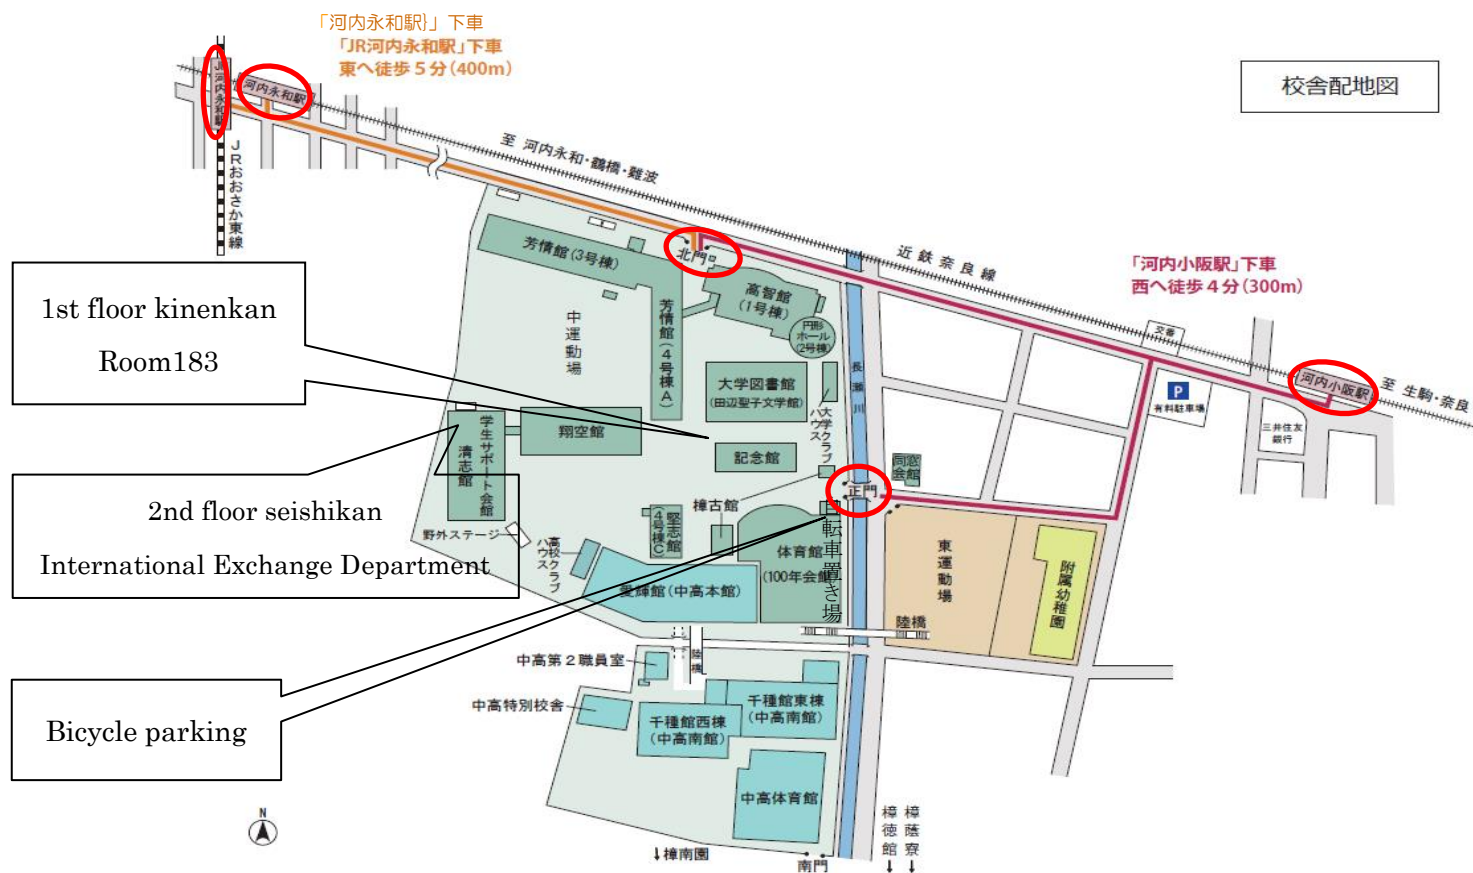 「河内永和駅}」下車
「JR河内永和駅」下車
東へ徒歩5分(400m)
校舎配地図
JR河内永和駅
河内永和駅
JRおおさか東線
至 河内永和・鶴橋・難波
近鉄奈良線
「河内小阪駅」下車
西へ徒歩4分(300m)
交番
河内小阪駅
至 生駒・奈良
P
有料駐車場
三井住友
銀行
北門
芳情館(3号棟)
芳情館(4号棟A)
高智館
(1号棟)
円形
ホール
(2号棟)
中運動場
大学図書館
(田辺聖子文学館)
大学クラブ
ハウス
長瀬川
1st floor kinenkan
Room183
翔空館
記念館
学生サポート会館
清志館
同窓
会館
正門
2nd floor seishikan
International Exchange Department
野外ステージ
高校クラブ
ハウス
堅志館
(4号棟C)
樟古館
体育館
(100年会館)
自転車置き場
愛輝館(中高本館)
東運動場
附属幼稚園
陸橋
陸橋
中高第2職員室
中高特別校舎
千種館東棟
(中高南館)
千種館西棟
(中高南館)
中高体育館
Bicycle parking
N
↓樟南園
南門
樟徳館↓
樟蔭寮↓